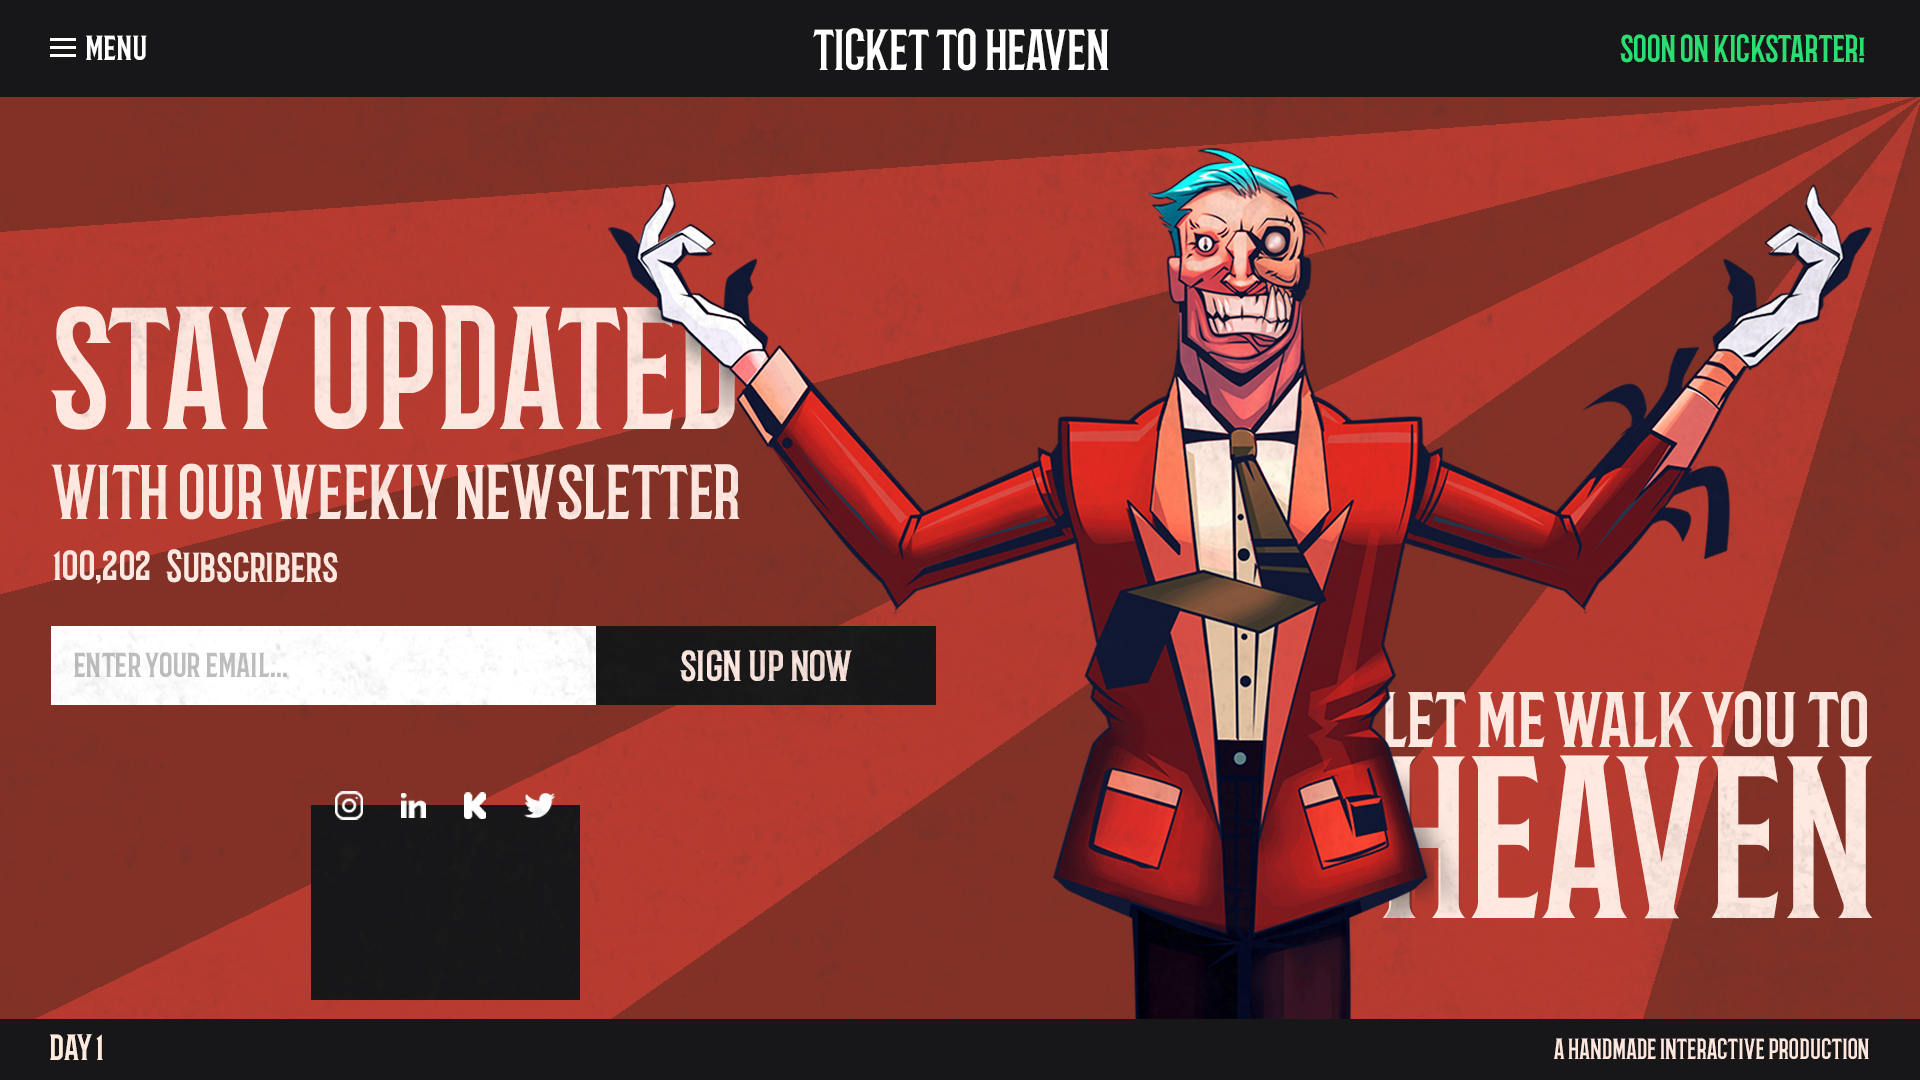 MENU
TICKET TO HEAVEN
SOON ON KICKSTARTER!
STAY UPDATED
WITH OUR WEEKLY NEWSLETTER
100,202 SUBSCRIBERS
ENTER YOUR EMAIL...
SIGN UP NOW
LET ME WALK YOU TO
HEAVEN
DAY 1
A HANDMADE INTERACTIVE PRODUCTION